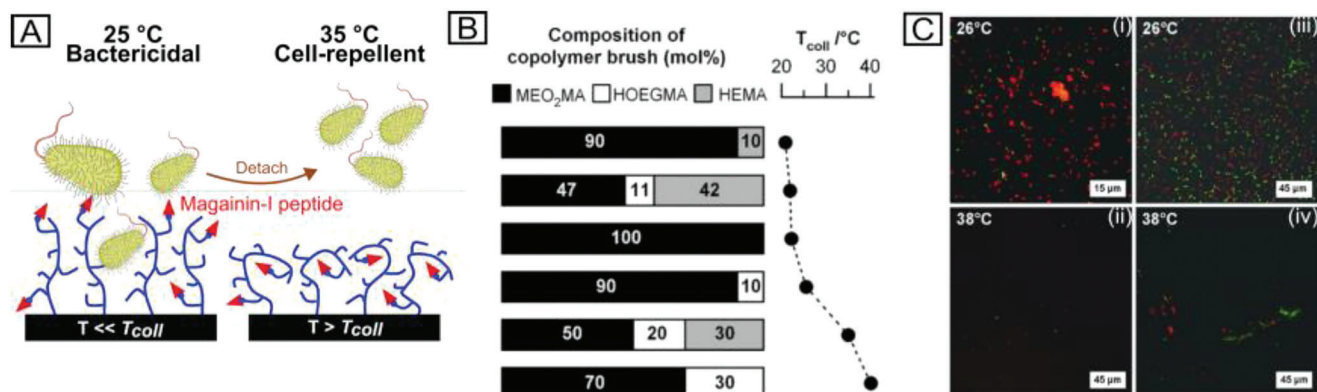 A
25 °C
Bactericidal
35 °C
Cell-repellent
Detach
Magainin-I peptide
T << Tcoll
T > Tcoll
B
Composition of
copolymer brush (mol%)
MEO₂MA HOEGMA HEMA
Tcoll /°C
20 30 40
90 10
47 11 42
100
90 10
50 20 30
70 30
C
26°C (i)
15 µm
26°C (iii)
45 µm
38°C (ii)
45 µm
38°C (iv)
45 µm